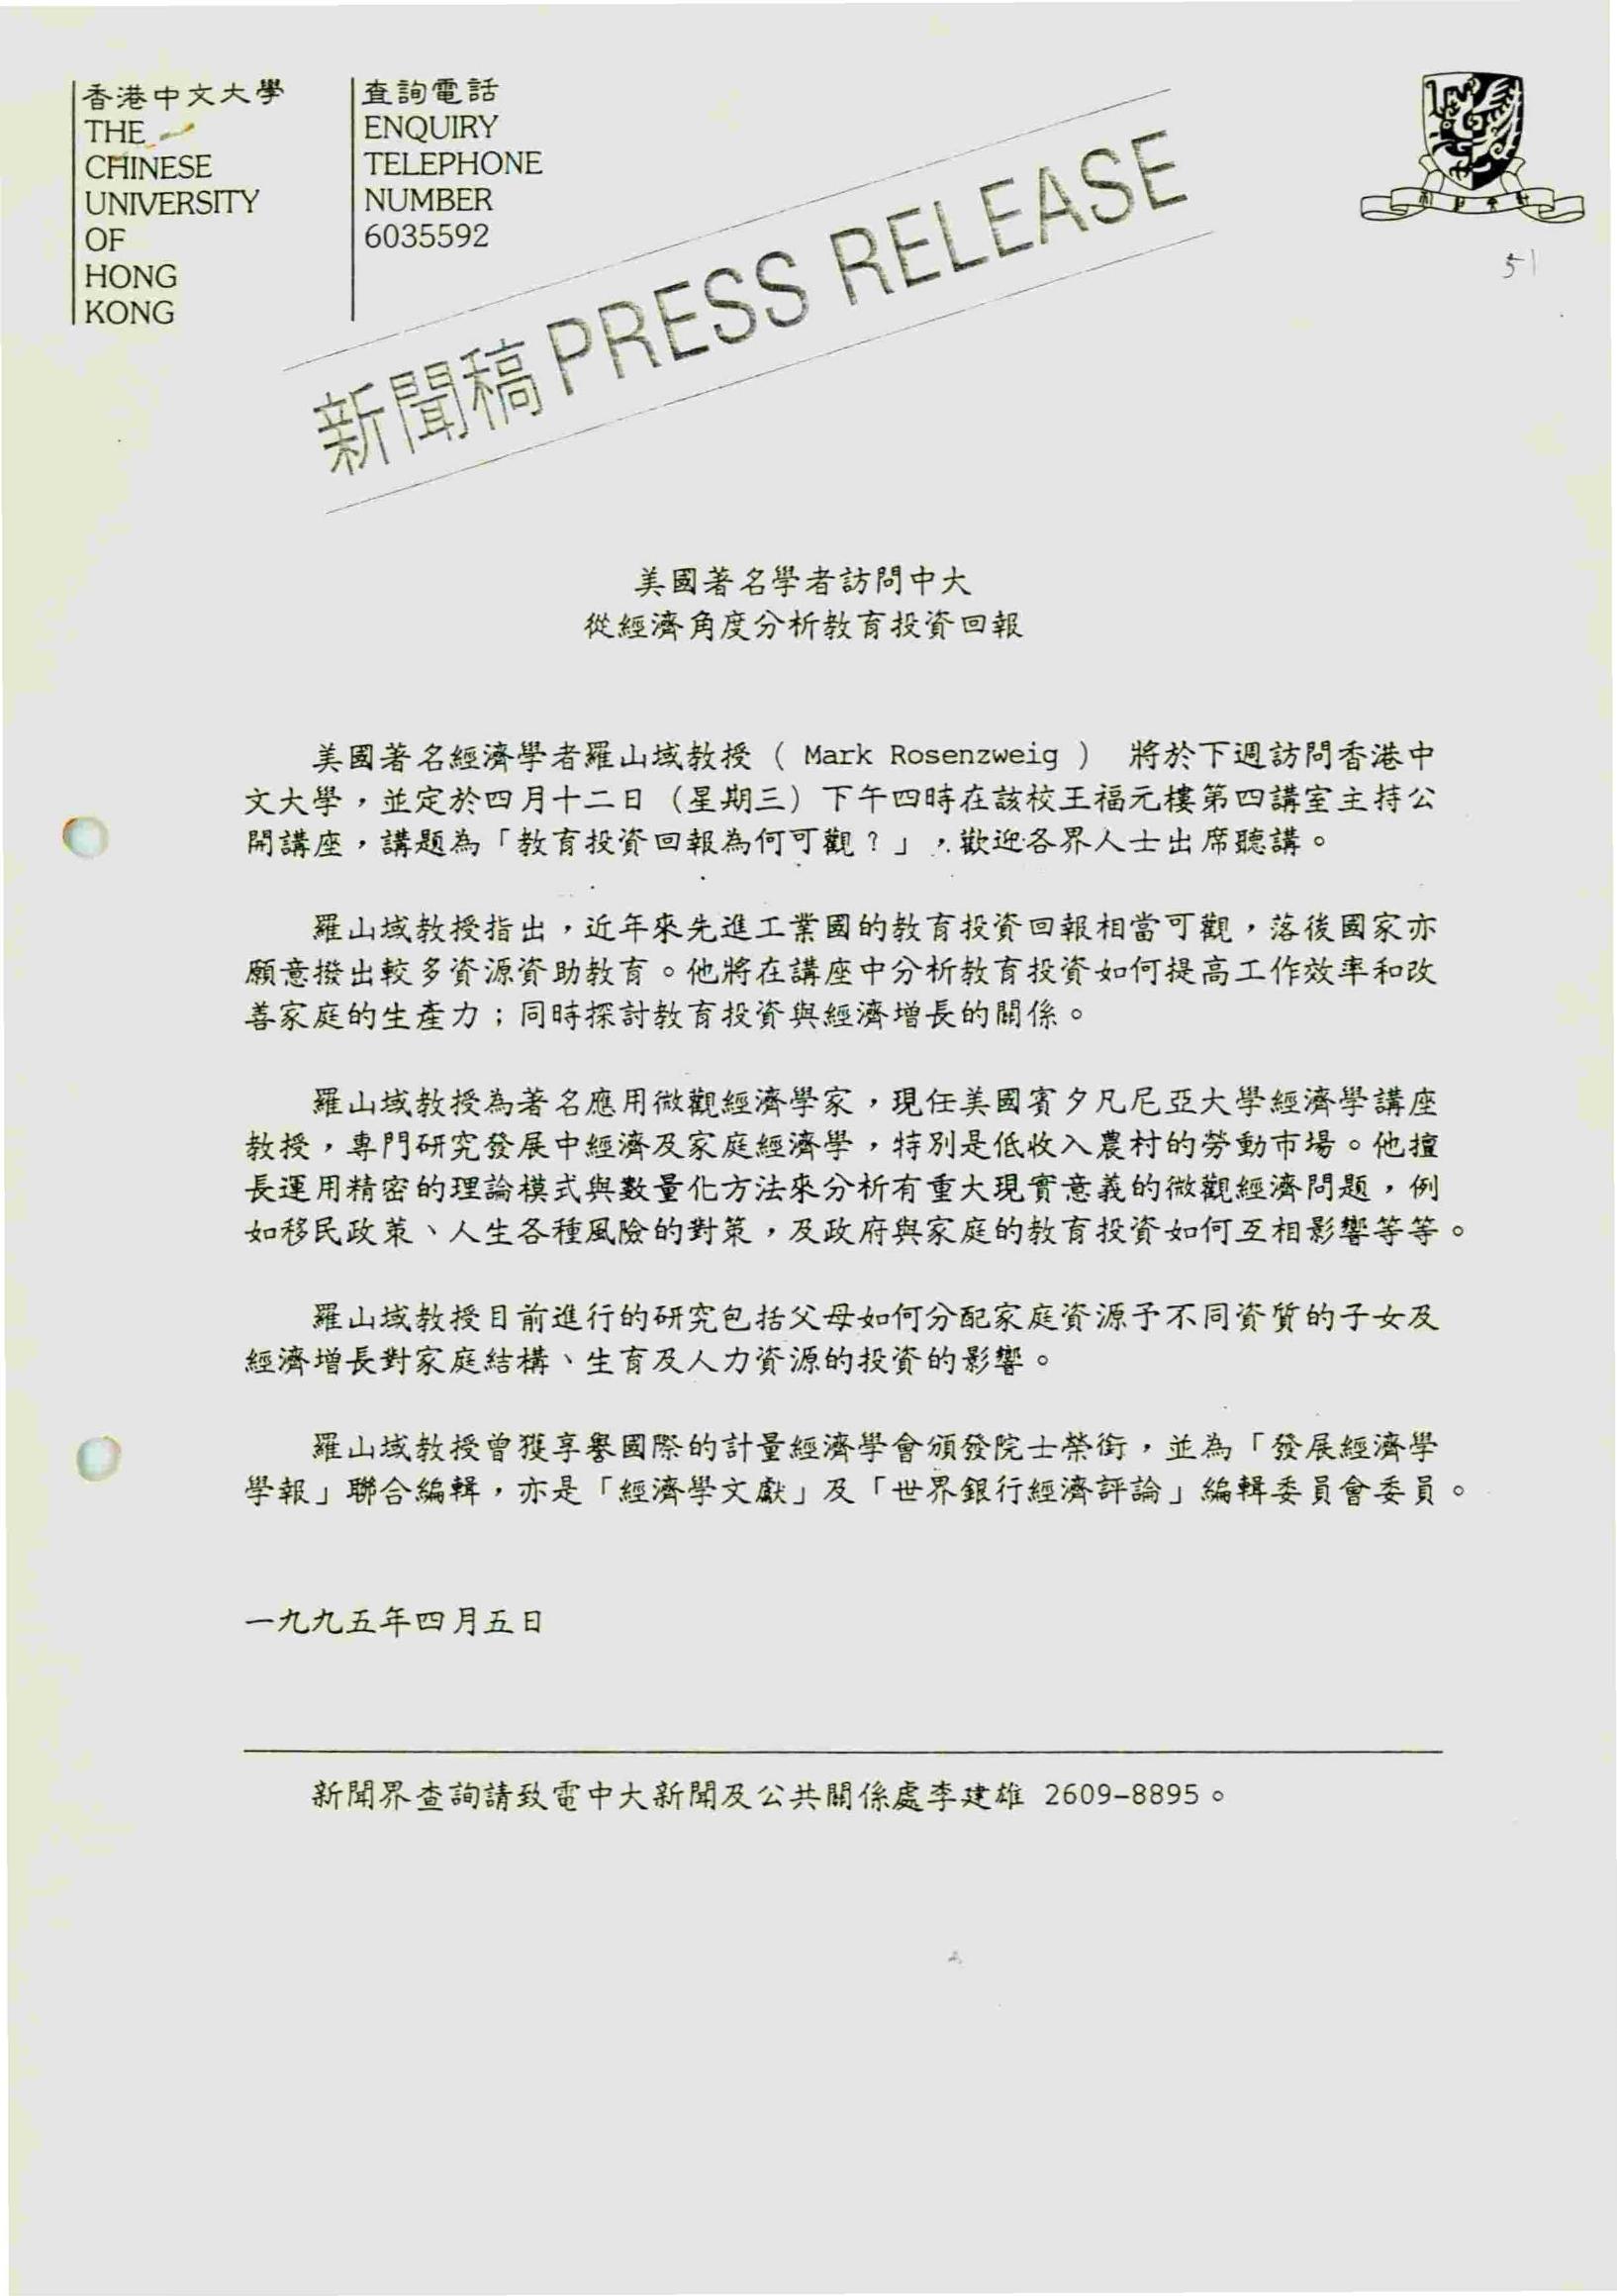 香港中文大學
THE
CHINESE
UNIVERSITY
OF
HONG
KONG
查詢電話
ENQUIRY
TELEPHONE
NUMBER
6035592
51
新聞稿 PRESS RELEASE
美國著名學者訪問中大
從經濟角度分析教育投資回報
美國著名經濟學者羅山域教授 ( Mark Rosenzweig ) 將於下週訪問香港中
文大學，並定於四月十二日（星期三）下午四時在該校王福元樓第四講室主持公
開講座，講題為「教育投資回報為何可觀？」，歡迎各界人士出席聽講。
羅山域教授指出，近年來先進工業國的教育投資回報相當可觀，落後國家亦
願意撥出較多資源資助教育。他將在講座中分析教育投資如何提高工作效率和改
善家庭的生產力；同時探討教育投資與經濟增長的關係。
羅山域教授為著名應用微觀經濟學家，現任美國賓夕凡尼亞大學經濟學講座
教授，專門研究發展中經濟及家庭經濟學，特別是低收入農村的勞動市場。他擅
長運用精密的理論模式與數量化方法來分析有重大現實意義的微觀經濟問題，例
如移民政策、人生各種風險的對策，及政府與家庭的教育投資如何互相影響等等。
羅山域教授目前進行的研究包括父母如何分配家庭資源予不同資質的子女及
經濟增長對家庭結構、生育及人力資源的投資的影響。
羅山域教授曾獲享譽國際的計量經濟學會頒發院士榮銜，並為「發展經濟學
學報」聯合編輯，亦是「經濟學文獻」及「世界銀行經濟評論」編輯委員會委員。
一九九五年四月五日
新聞界查詢請致電中大新聞及公共關係處李建雄 2609-8895。